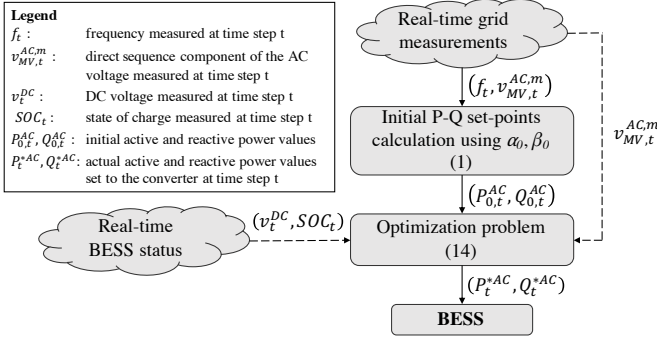 Legend
f_t : frequency measured at time step t
v_{MV,t}^{AC,m} : direct sequence component of the AC
voltage measured at time step t
v_t^{DC} : DC voltage measured at time step t
SOC_t : state of charge measured at time step t
P_{0,t}^{AC}, Q_{0,t}^{AC}: initial active and reactive power values
P_t^{*AC}, Q_t^{*AC}: actual active and reactive power values
set to the converter at time step t
Real-time grid
measurements
(f_t, v_{MV,t}^{AC,m})
v_{MV,t}^{AC,m}
Initial P-Q set-points
calculation using α_0, β_0
(1)
(P_{0,t}^{AC}, Q_{0,t}^{AC})
Real-time
BESS status
(v_t^{DC}, SOC_t)
Optimization problem
(14)
(P_t^{*AC}, Q_t^{*AC})
BESS